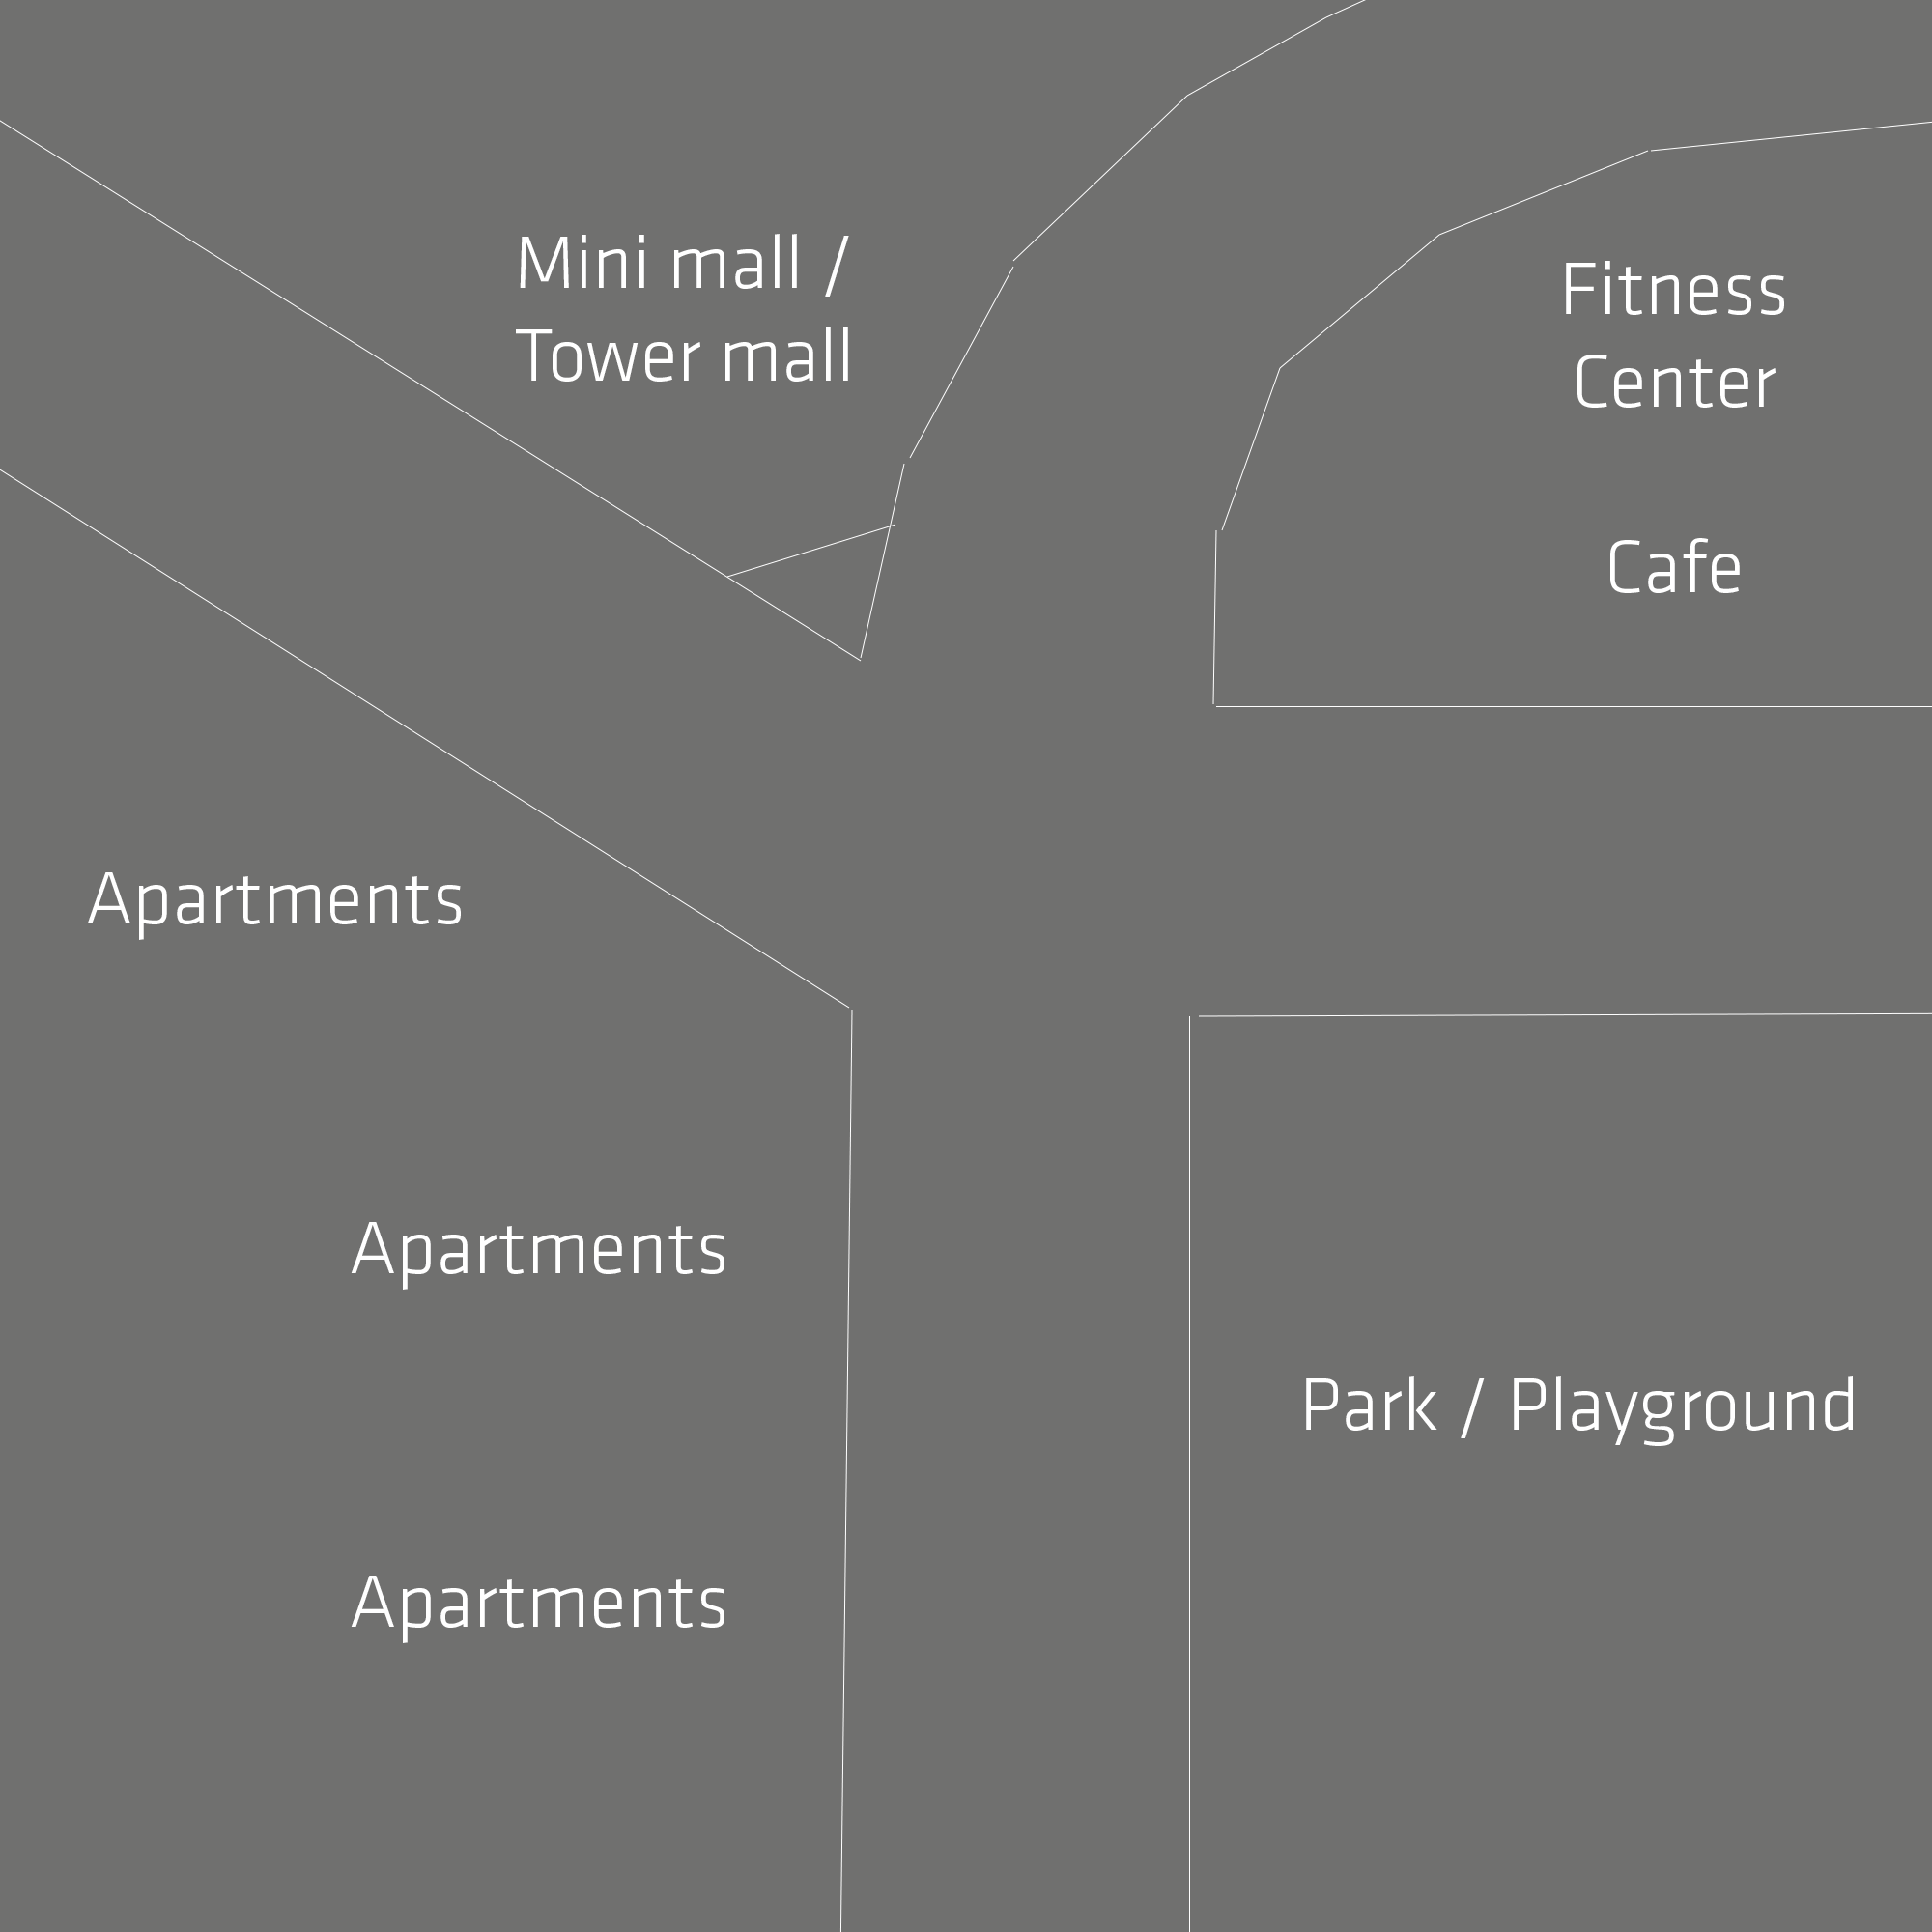 Mini mall /
Tower mall
Fitness
Center
Cafe
Apartments
Apartments
Park / Playground
Apartments